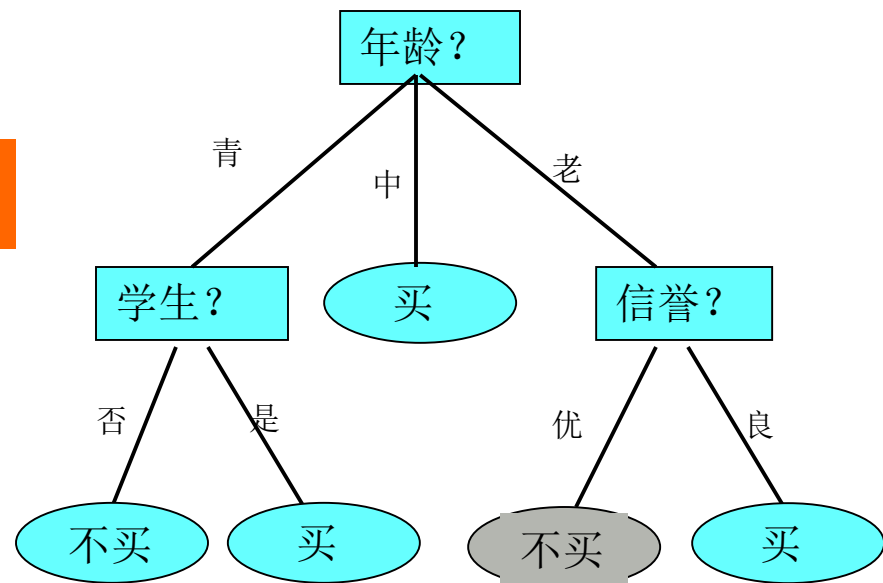 年龄？
青
中
老
学生？
买
信誉？
否
是
优
良
不买
买
不买
买